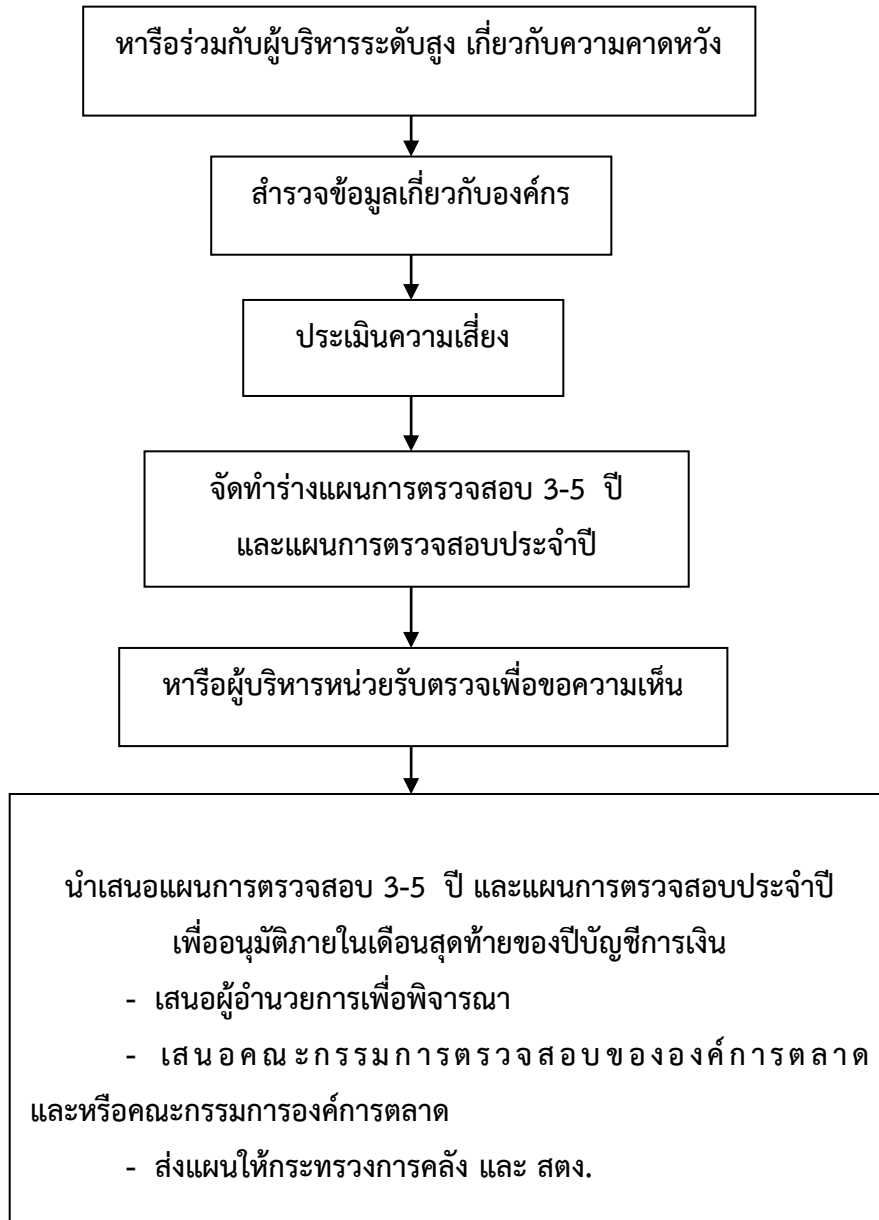 หารือร่วมกับผู้บริหารระดับสูง เกี่ยวกับความคาดหวัง
สำรวจข้อมูลเกี่ยวกับองค์กร
ประเมินความเสี่ยง
จัดทำร่างแผนการตรวจสอบ 3-5 ปี
และแผนการตรวจสอบประจำปี
หารือผู้บริหารหน่วยรับตรวจเพื่อขอความเห็น
นำเสนอแผนการตรวจสอบ 3-5 ปี และแผนการตรวจสอบประจำปี
เพื่ออนุมัติภายในเดือนสุดท้ายของปีบัญชีการเงิน
- เสนอผู้อำนวยการเพื่อพิจารณา
- เสนอคณะกรรมการตรวจสอบขององค์การตลาด
และหรือคณะกรรมการองค์การตลาด
- ส่งแผนให้กระทรวงการคลัง และ สตง.